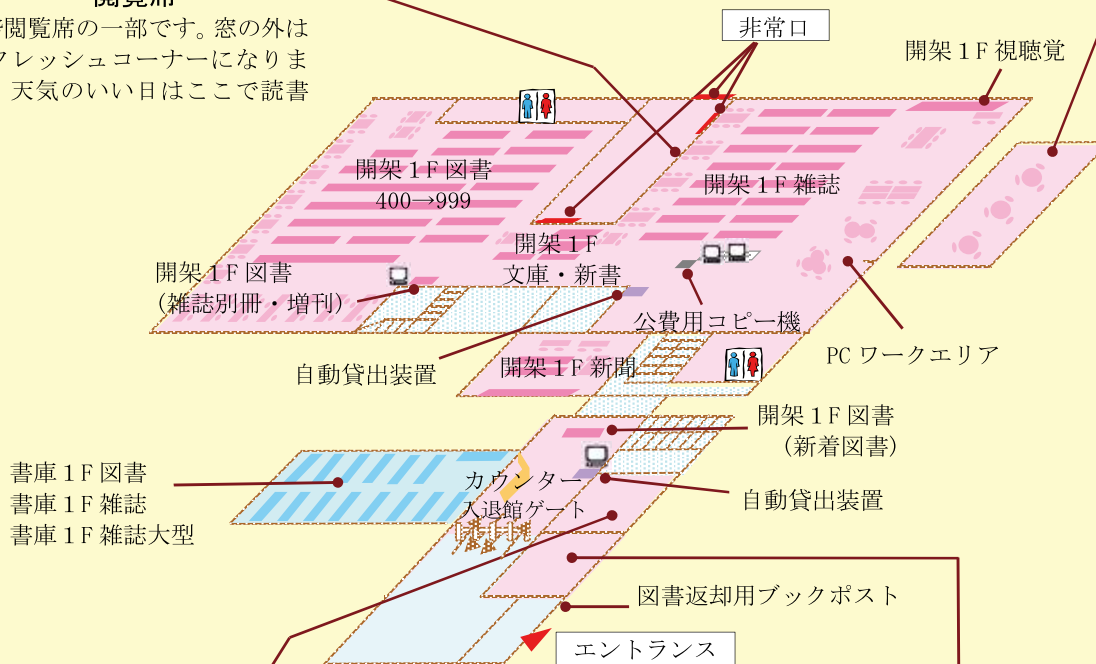 閲覧席の一部です。窓の外は
フレッシュコーナーになりま
天気のいい日はここで読書
非常口
開架1F視聴覚
開架1F図書
400→999
開架1F雑誌
開架1F
文庫・新書
開架1F図書
(雑誌別冊・増刊)
公費用コピー機
PCワークエリア
自動貸出装置
開架1F新聞
開架1F図書
(新着図書)
書庫1F図書
書庫1F雑誌
書庫1F雑誌大型
カウンター
入退館ゲート
自動貸出装置
図書返却用ブックポスト
エントランス